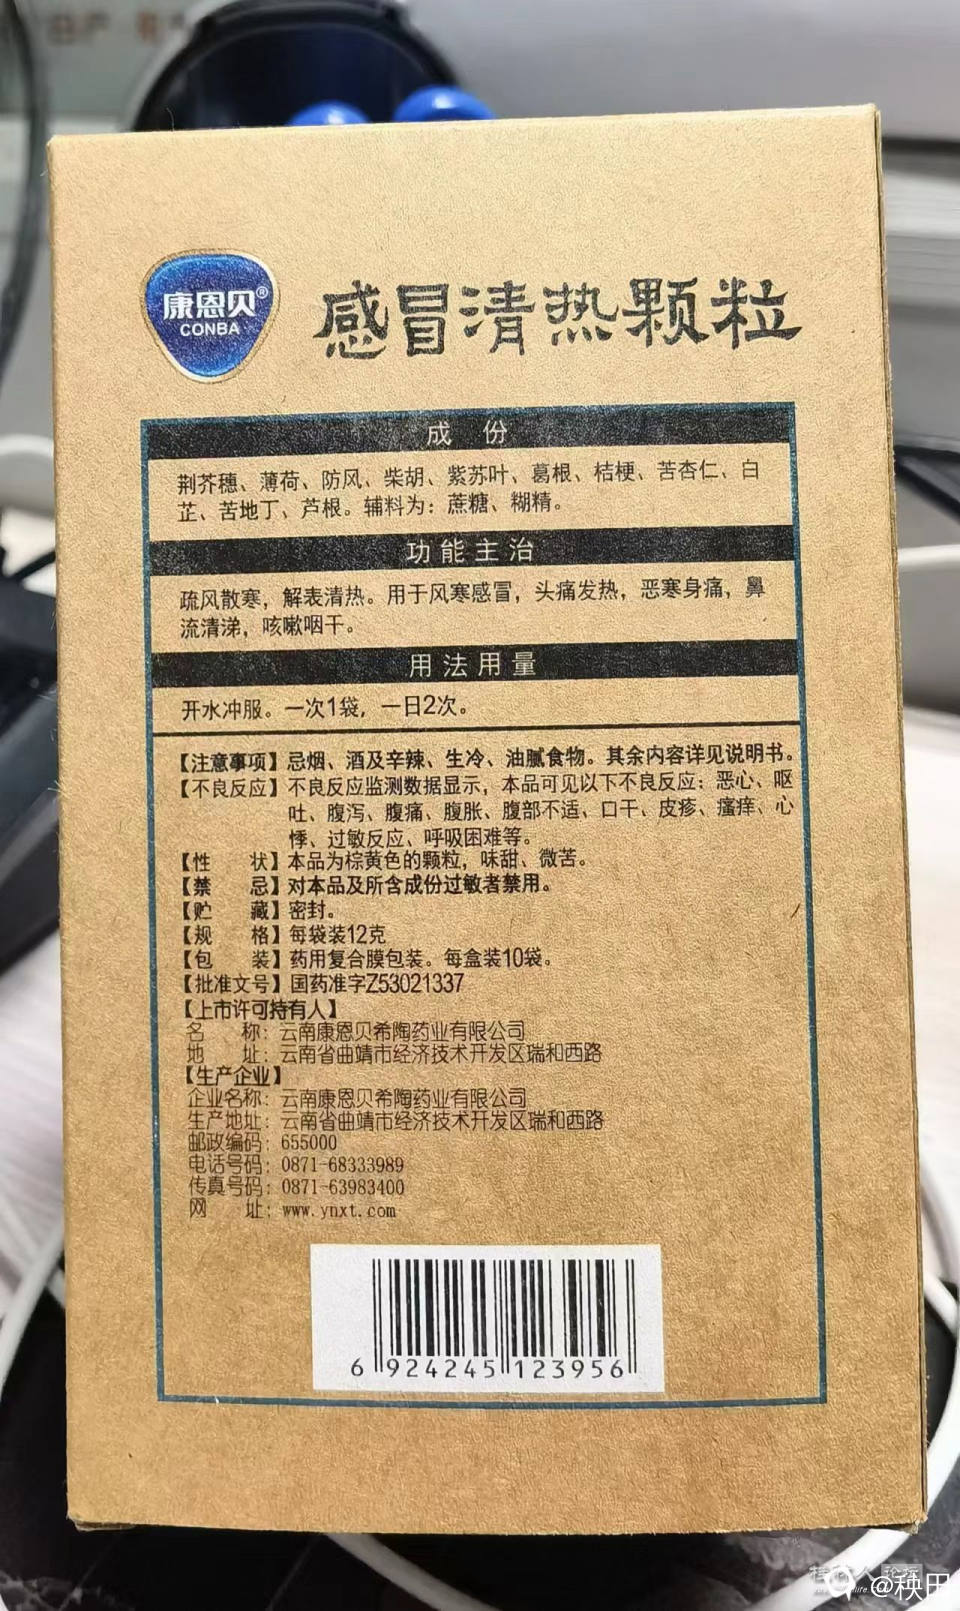 康恩贝®
CONBA
感冒清热颗粒
成 份
荆芥穗、薄荷、防风、柴胡、紫苏叶、葛根、桔梗、苦杏仁、白
芷、苦地丁、芦根。辅料为：蔗糖、糊精。
功能主治
疏风散寒，解表清热。用于风寒感冒，头痛发热，恶寒身痛，鼻
流清涕，咳嗽咽干。
用法用量
开水冲服。一次1袋，一日2次。
【注意事项】忌烟、酒及辛辣、生冷、油腻食物。其余内容详见说明书。
【不良反应】不良反应监测数据显示，本品可见以下不良反应：恶心、呕
吐、腹泻、腹痛、腹胀、腹部不适、口干、皮疹、瘙痒、心
悸、过敏反应、呼吸困难等。
【性 状】本品为棕黄色的颗粒，味甜、微苦。
【禁 忌】对本品及所含成份过敏者禁用。
【贮 藏】密封。
【规 格】每袋装12克
【包 装】药用复合膜包装。每盒装10袋。
【批准文号】国药准字Z53021337
【上市许可持有人】
名 称：云南康恩贝希陶药业有限公司
地 址：云南省曲靖市经济技术开发区瑞和西路
【生产企业】
企业名称：云南康恩贝希陶药业有限公司
生产地址：云南省曲靖市经济技术开发区瑞和西路
邮政编码：655000
电话号码：0871-68333989
传真号码：0871-63983400
网 址：www.ynxt.com
6 924245 123956
@秧田